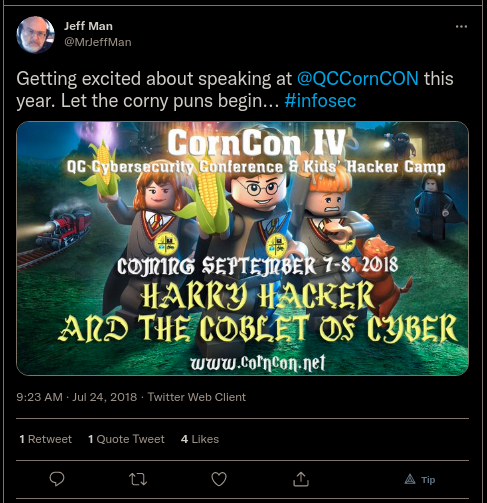 Jeff Man
@MrJeffMan
Getting excited about speaking at @QCCornCON this
year. Let the corny puns begin... #infosec
CornCon IV
QC Cybersecurity Conference & Kids' Hacker Camp
COMING SEPTEMBER 7-8, 2018
HARRY HACKER
AND THE COBLET OF CYBER
www.corncon.net
9:23 AM · Jul 24, 2018 · Twitter Web Client
1 Retweet 1 Quote Tweet 4 Likes
Tip